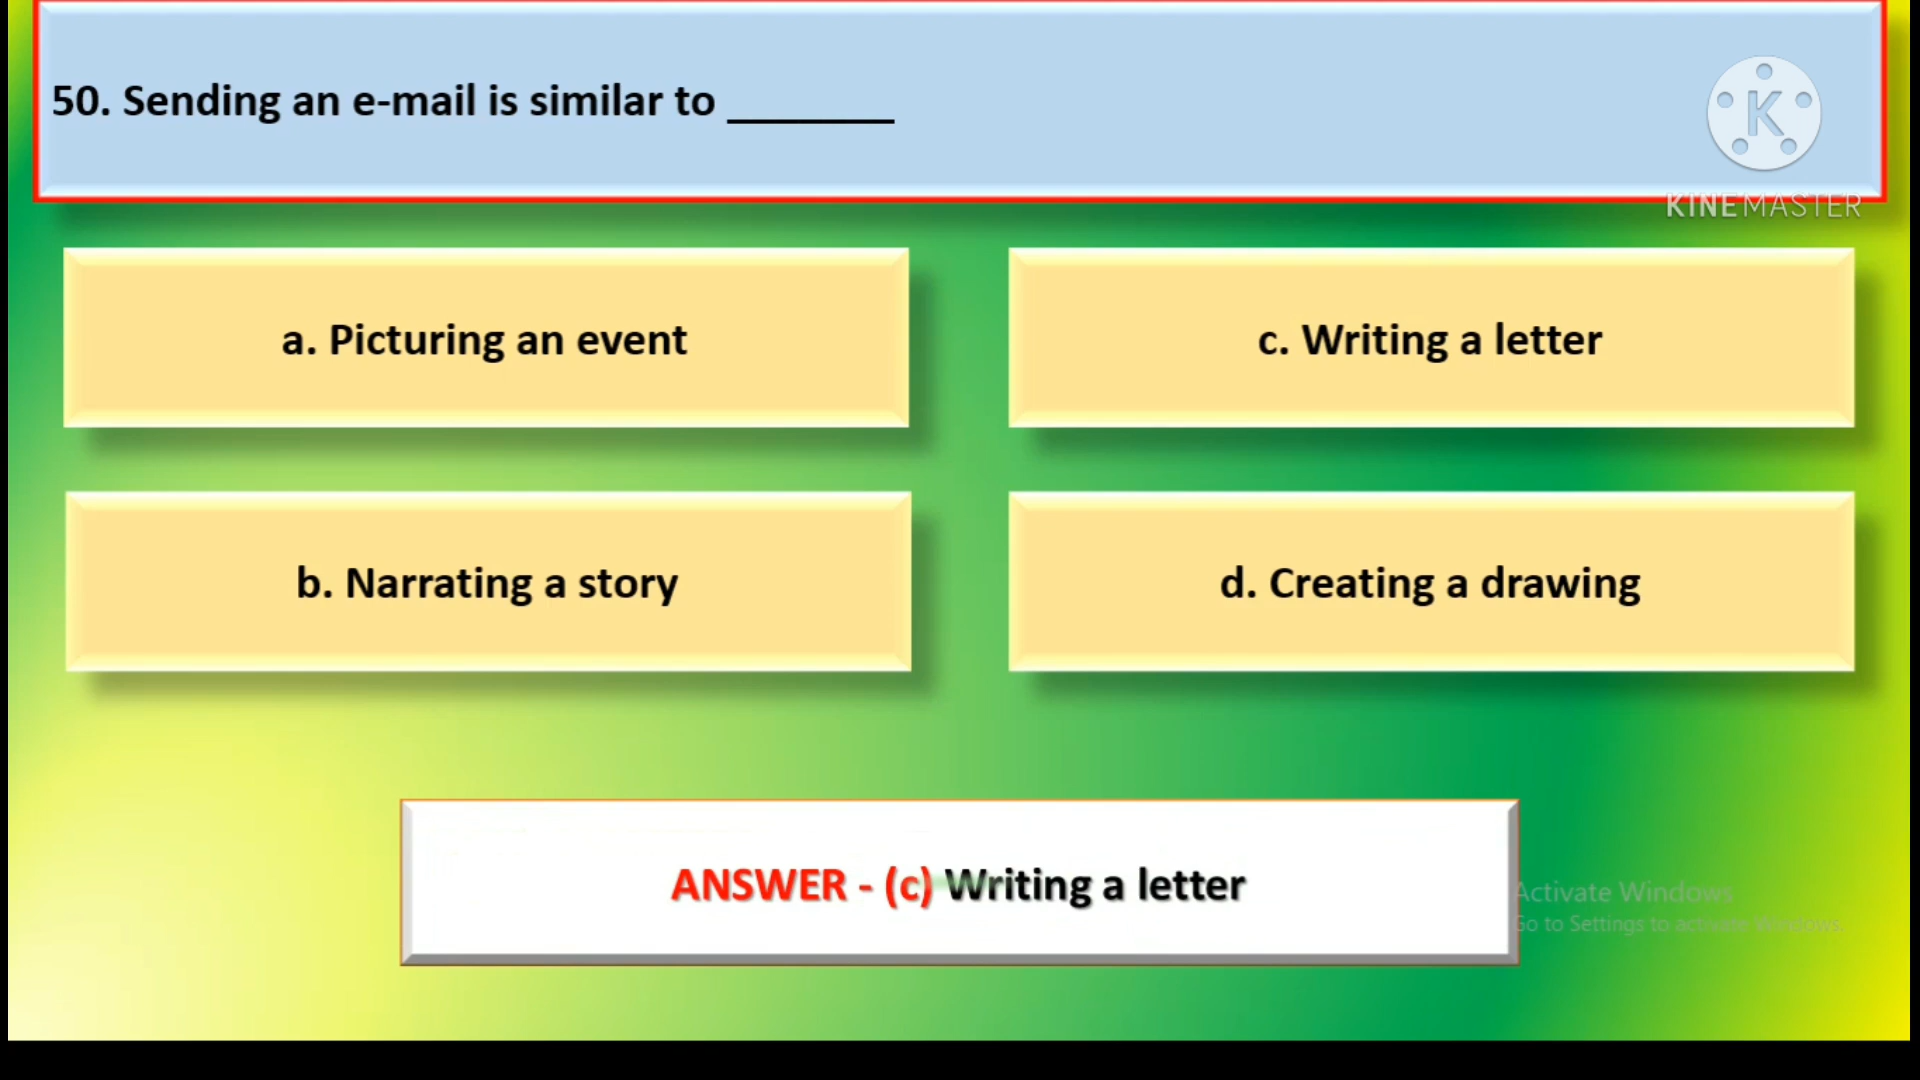 50. Sending an e-mail is similar to _______
KINEMASTER
a. Picturing an event
c. Writing a letter
b. Narrating a story
d. Creating a drawing
ANSWER - (c) Writing a letter
Activate Windows
Go to Settings to activate Windows.